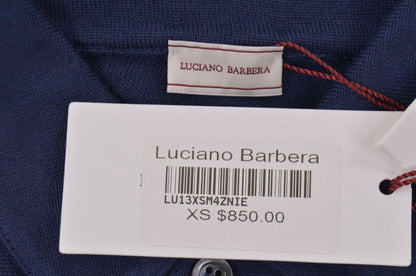 LUCIANO BARBERA
Luciano Barbera
LU13XSM4ZNIE
XS $850.00